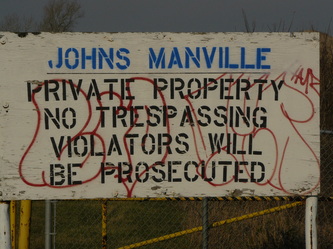 JOHNS MANVILLE
PRIVATE PROPERTY
NO TRESPASSING
VIOLATORS WILL
BE PROSECUTED